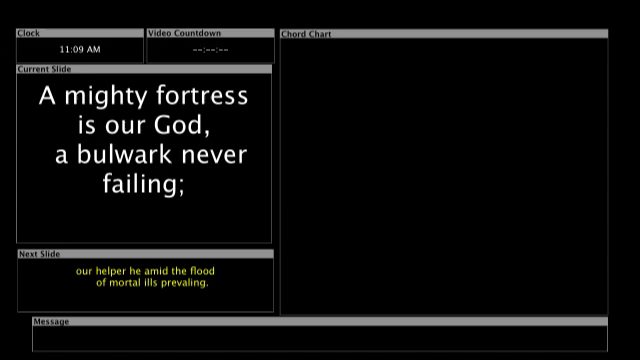 Clock
Video Countdown
Chord Chart
11:09 AM
--:--:--
Current Slide
A mighty fortress
is our God,
a bulwark never
failing;
Next Slide
our helper he amid the flood
of mortal ills prevaling.
Message